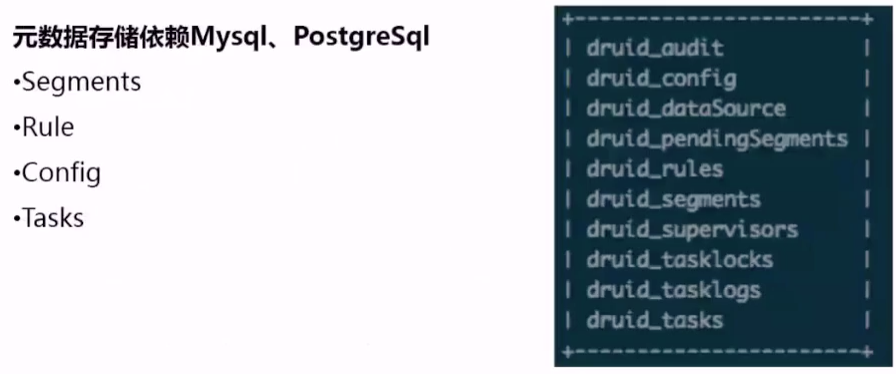 元数据存储依赖Mysql、PostgreSql
•Segments
•Rule
•Config
•Tasks
+-----------------------+
| druid_audit |
| druid_config |
| druid_dataSource |
| druid_pendingSegments |
| druid_rules |
| druid_segments |
| druid_supervisors |
| druid_tasklocks |
| druid_tasklogs |
| druid_tasks |
+-----------------------+